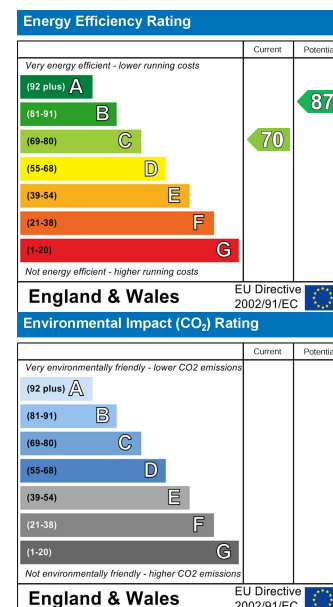 Energy Efficiency Rating
Current Potentia
Very energy efficient - lower running costs
(92 plus) A
(81-91) B
(69-80) C
(55-68) D
(39-54) E
(21-38) F
(1-20) G
70
87
Not energy efficient - higher running costs
England & Wales
EU Directive
2002/91/EC
Environmental Impact (CO₂) Rating
Current Potentia
Very environmentally friendly - lower CO2 emissions
(92 plus) A
(81-91) B
(69-80) C
(55-68) D
(39-54) E
(21-38) F
(1-20) G
Not environmentally friendly - higher CO2 emissions
England & Wales
EU Directive
2002/91/EC